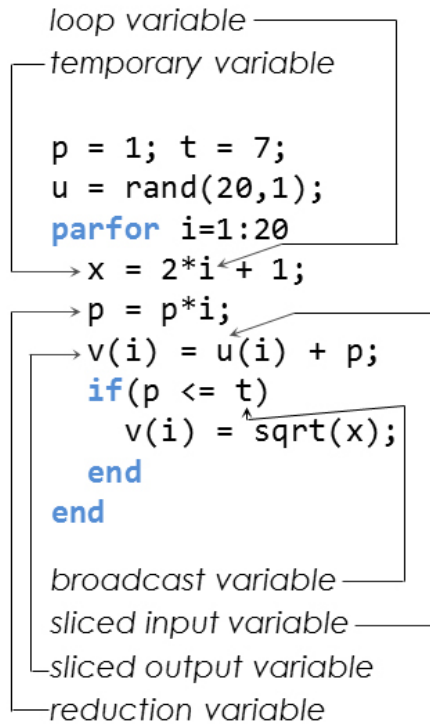 loop variable
temporary variable
p = 1; t = 7;
u = rand(20,1);
parfor i=1:20
x = 2*i + 1;
p = p*i;
v(i) = u(i) + p;
if(p <= t)
v(i) = sqrt(x);
end
end
broadcast variable
sliced input variable
sliced output variable
reduction variable